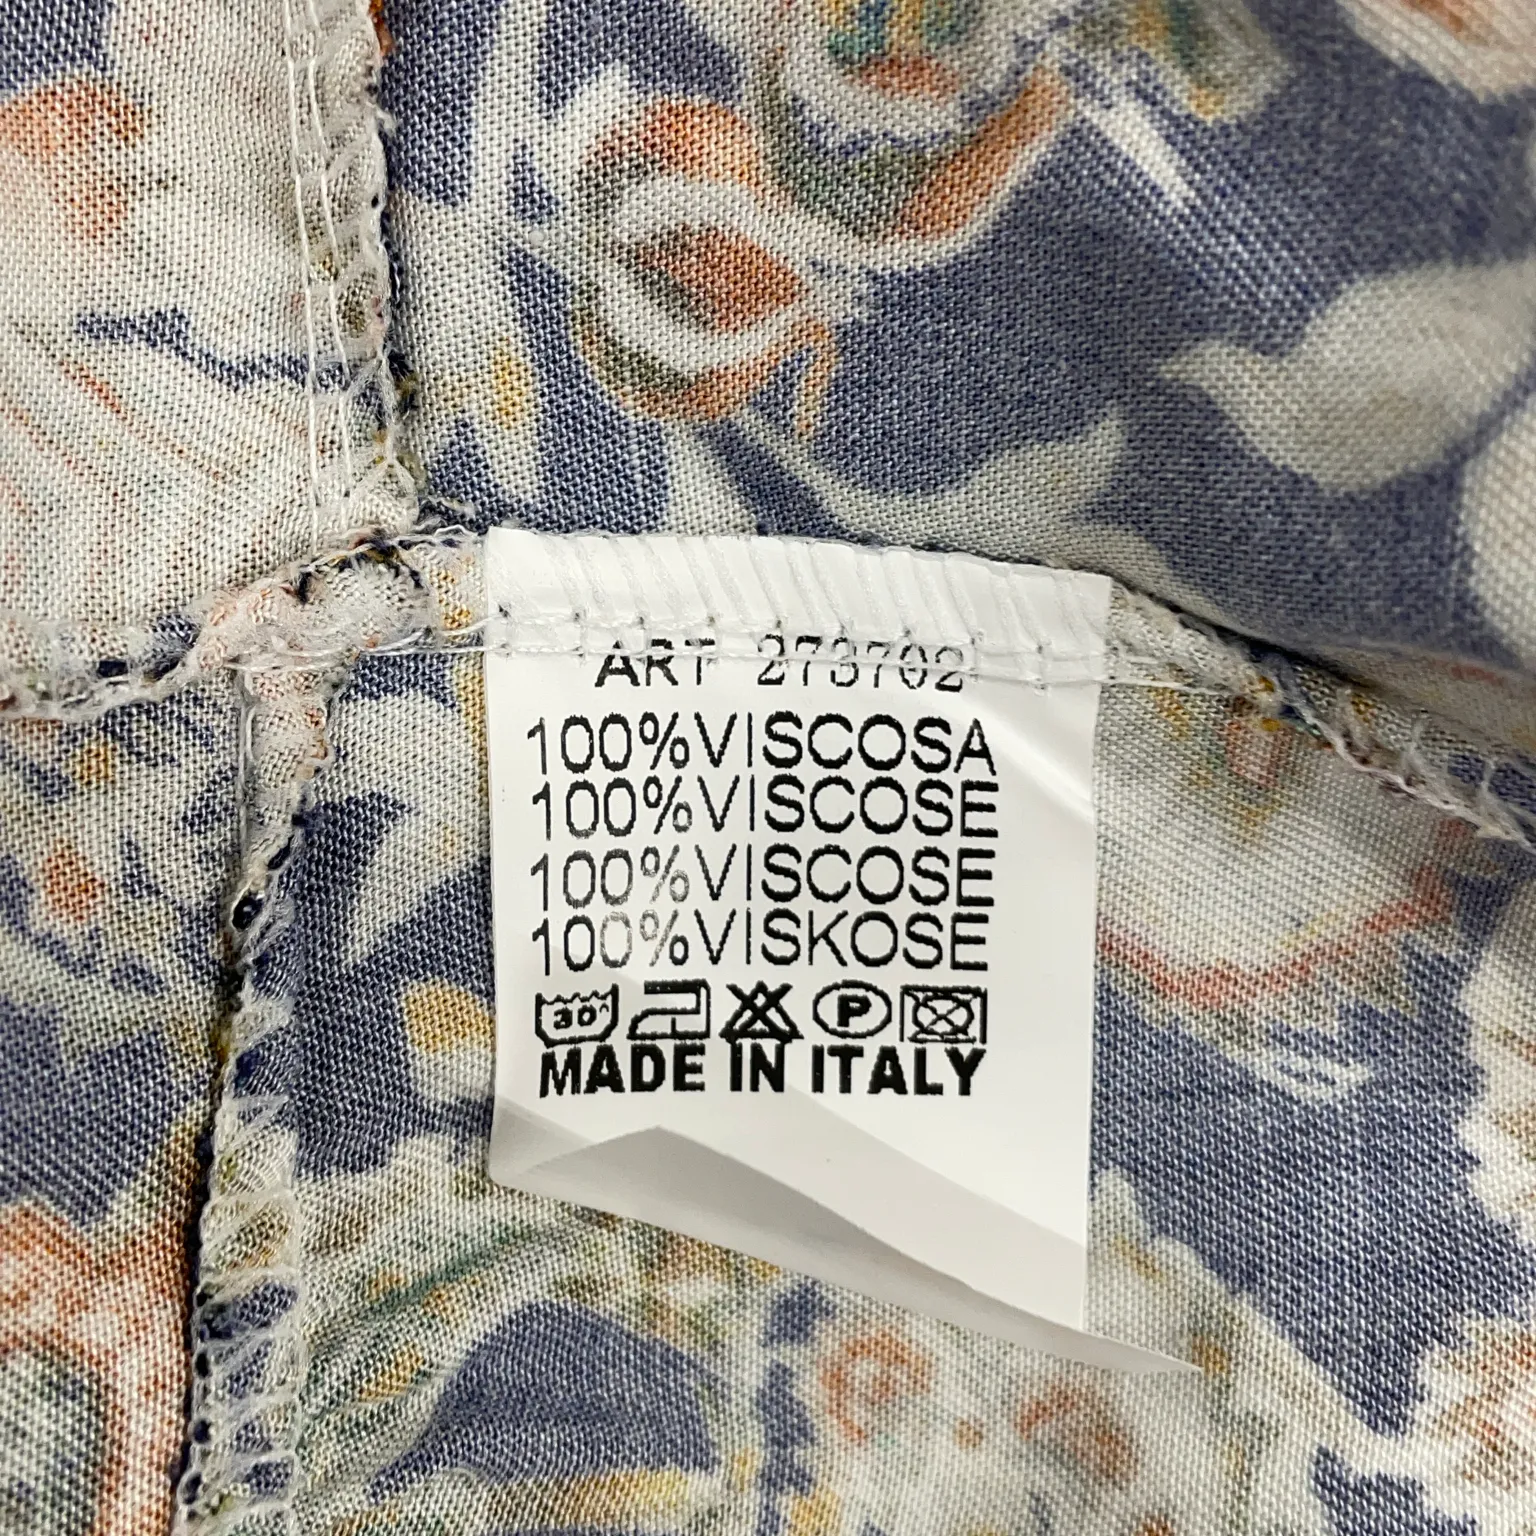 ART 273702
100%VISCOSA
100%VISCOSE
100%VISCOSE
100%VISKOSE
30° P
MADE IN ITALY